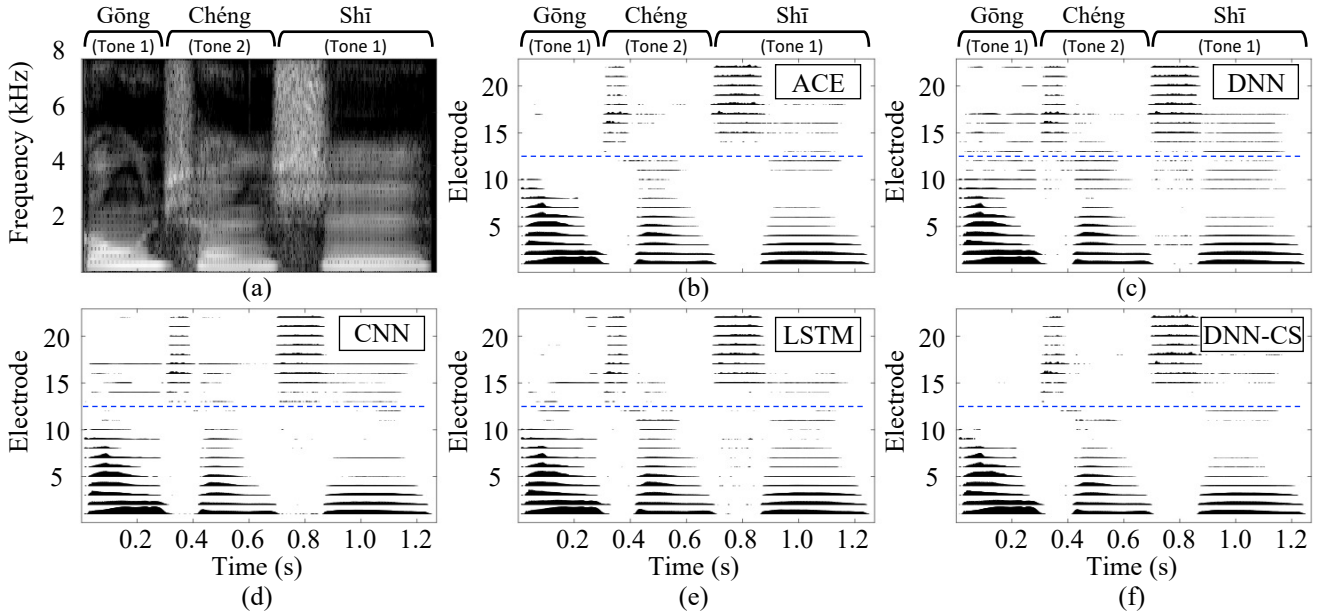 Gōng Chéng Shī Gōng Chéng Shī Gōng Chéng Shī
(Tone 1) (Tone 2) (Tone 1) (Tone 1) (Tone 2) (Tone 1) (Tone 1) (Tone 2) (Tone 1)
Frequency (kHz)
8
6
4
2
(a)
Electrode
20
15
10
5
ACE
(b)
Electrode
20
15
10
5
DNN
(c)
Electrode
20
15
10
5
CNN
0.2 0.4 0.6 0.8 1.0 1.2
Time (s)
(d)
Electrode
20
15
10
5
LSTM
0.2 0.4 0.6 0.8 1.0 1.2
Time (s)
(e)
Electrode
20
15
10
5
DNN-CS
0.2 0.4 0.6 0.8 1.0 1.2
Time (s)
(f)